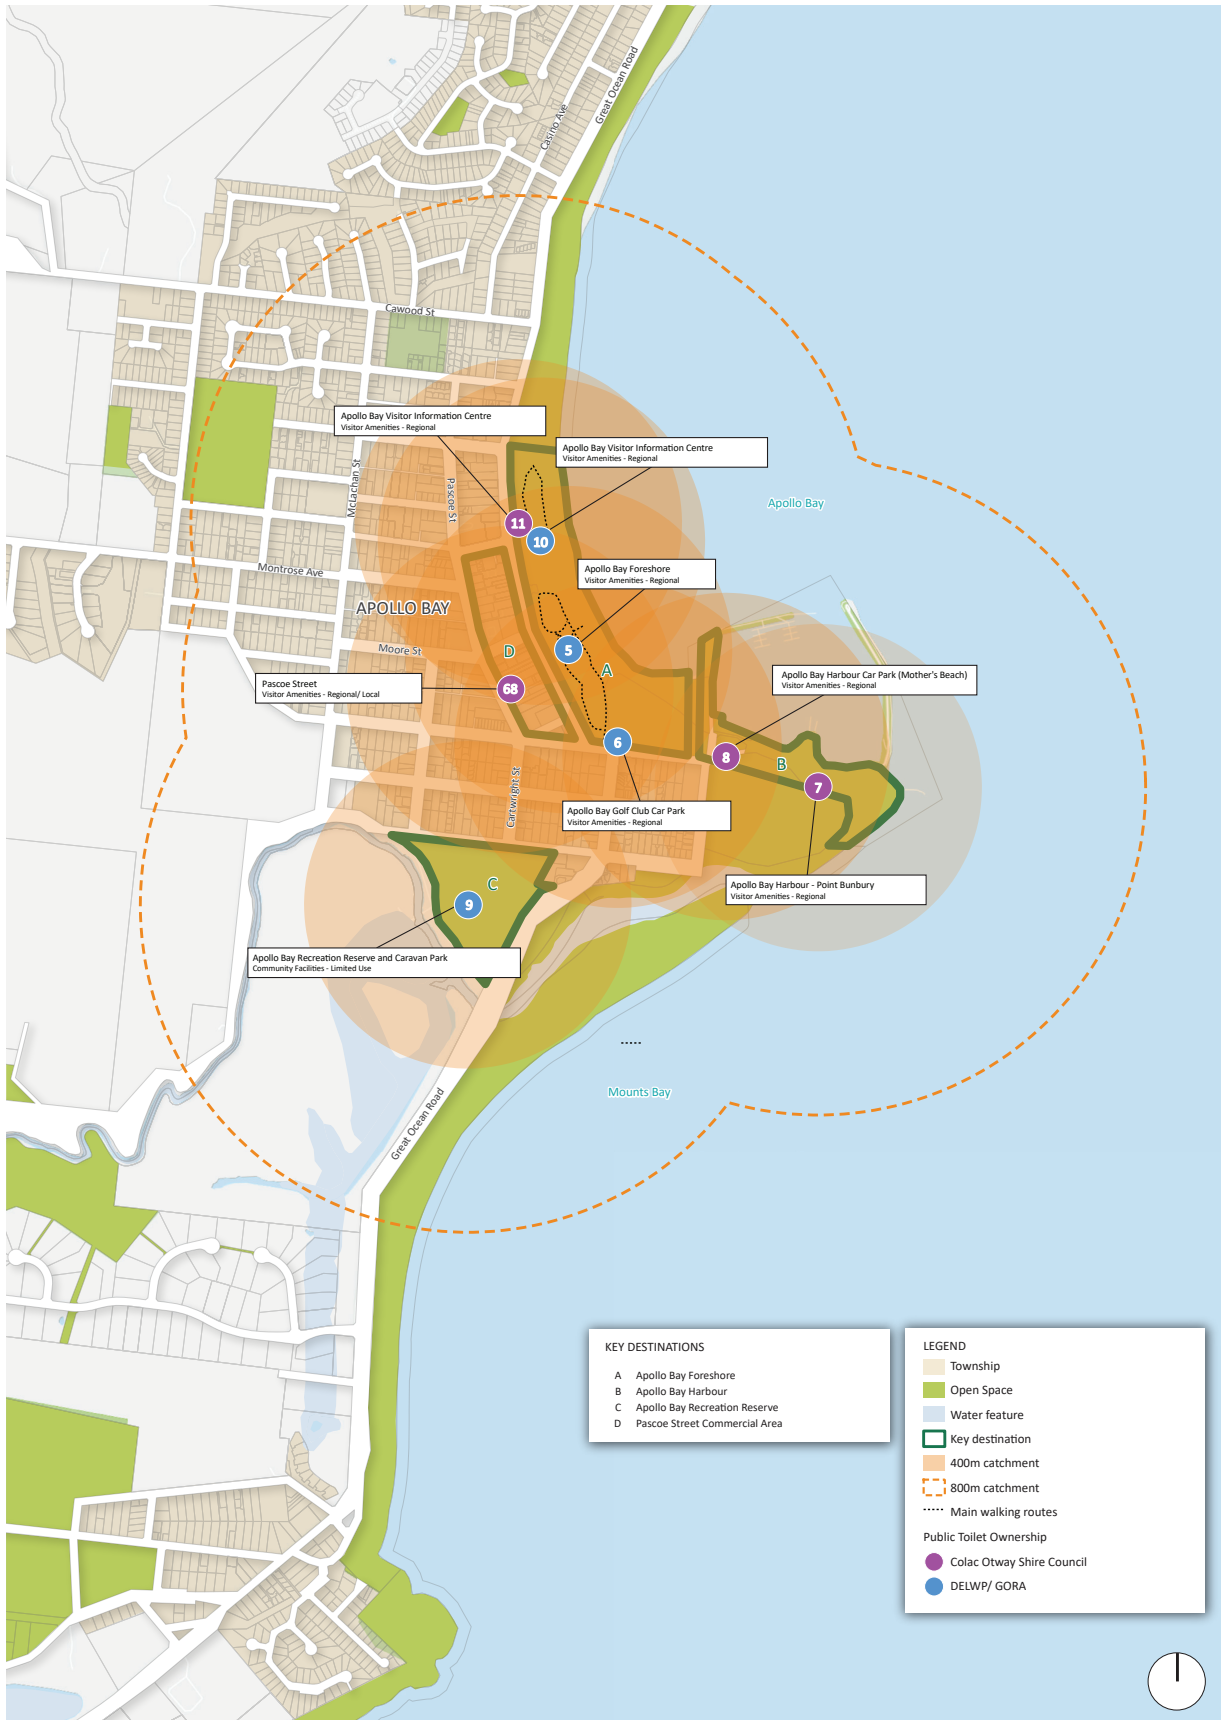 Great Ocean Road
Casino Ave
Cawood St
Apollo Bay Visitor Information Centre
Visitor Amenities - Regional
Apollo Bay Visitor Information Centre
Visitor Amenities - Regional
McLachan St
Pascoe St
Apollo Bay
11
10
Montrose Ave
Apollo Bay Foreshore
Visitor Amenities - Regional
APOLLO BAY
Moore St
D
5
A
Pascoe Street
Visitor Amenities - Regional/ Local
68
Apollo Bay Harbour Car Park (Mother's Beach)
Visitor Amenities - Regional
6
8
B
7
Cartwright St
Apollo Bay Golf Club Car Park
Visitor Amenities - Regional
C
9
Apollo Bay Harbour - Point Bunbury
Visitor Amenities - Regional
Apollo Bay Recreation Reserve and Caravan Park
Community Facilities - Limited Use
Mounts Bay
Great Ocean Road
KEY DESTINATIONS
A Apollo Bay Foreshore
B Apollo Bay Harbour
C Apollo Bay Recreation Reserve
D Pascoe Street Commercial Area
LEGEND
Township
Open Space
Water feature
Key destination
400m catchment
800m catchment
Main walking routes
Public Toilet Ownership
Colac Otway Shire Council
DELWP/ GORA